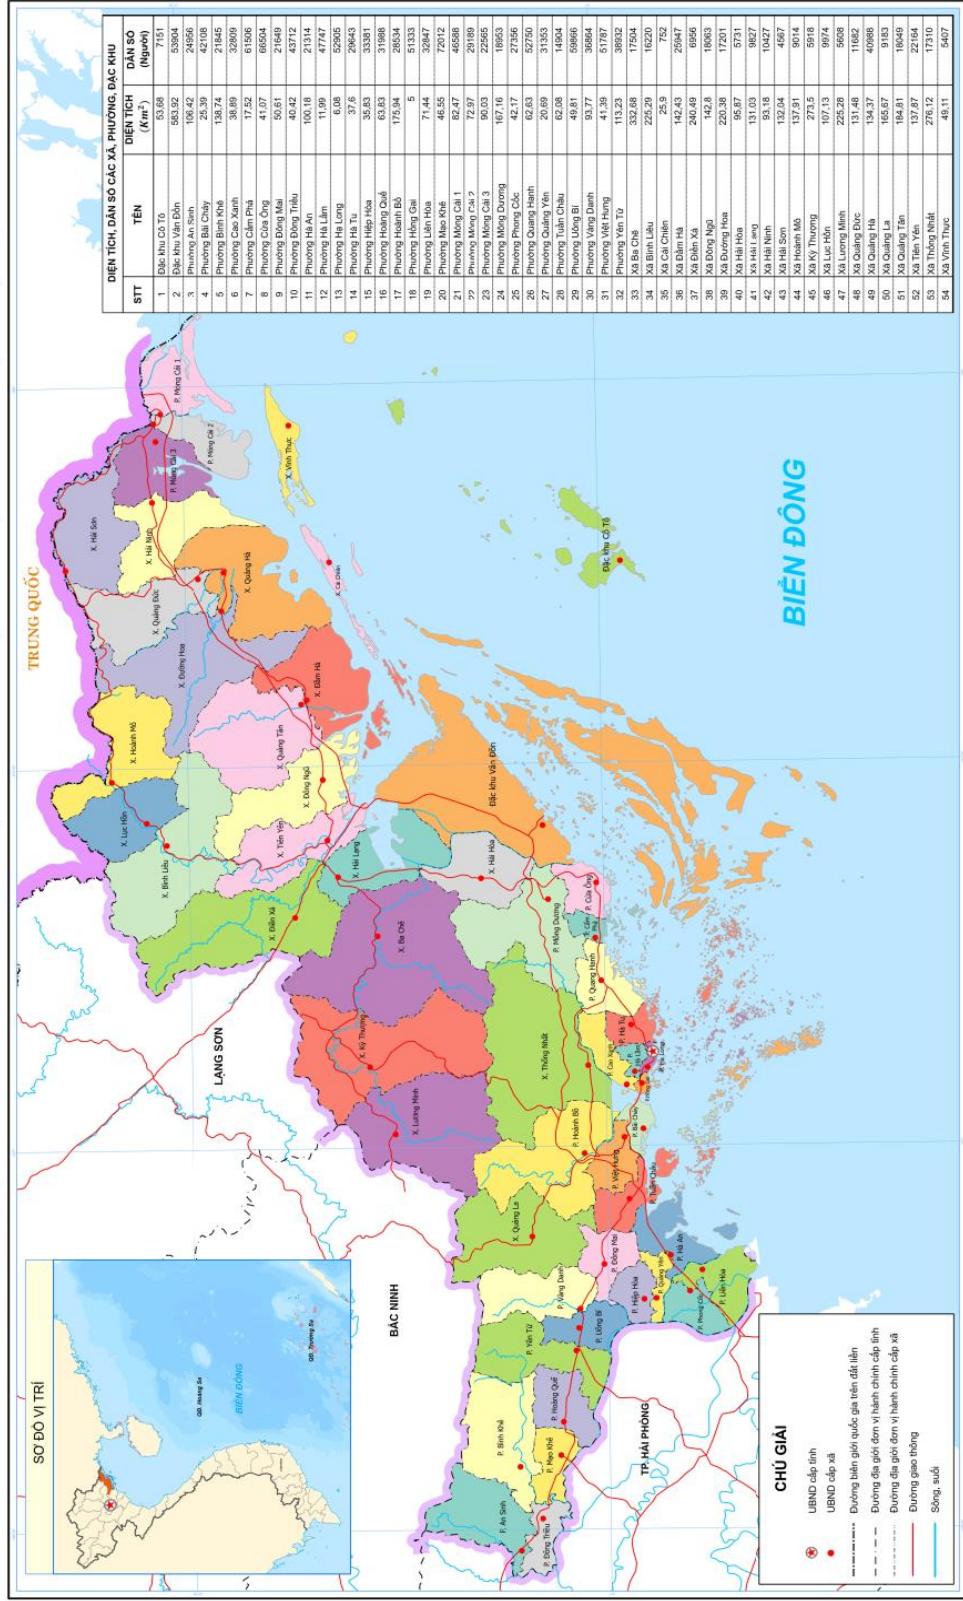 DIỆN TÍCH, DÂN SỐ CÁC XÃ, PHƯỜNG, ĐẶC KHU
STT TÊN DIỆN TÍCH (Km²) DÂN SỐ (Người)
1 Đặc khu Cô Tô 53,68 7151
2 Đặc khu Vân Đồn 583,92 53904
3 Phường An Sinh 106,42 24956
4 Phường Bãi Cháy 25,39 42108
5 Phường Bình Khê 138,74 21845
6 Phường Cao Xanh 38,89 32809
7 Phường Cẩm Phả 17,52 61506
8 Phường Cửa Ông 41,07 66504
9 Phường Đông Mai 50,61 21649
10 Phường Đông Triều 40,42 43712
11 Phường Hà An 100,18 21314
12 Phường Hà Lầm 11,99 47747
13 Phường Hạ Long 6,08 52905
14 Phường Hà Tu 37,6 29643
15 Phường Hiệp Hòa 35,83 33381
16 Phường Hoàng Quế 63,83 31988
17 Phường Hoành Bồ 175,94 28534
18 Phường Hồng Gai 5 51333
19 Phường Liên Hòa 71,44 32847
20 Phường Mạo Khê 46,55 72012
21 Phường Móng Cái 1 82,47 46588
22 Phường Móng Cái 2 72,97 29189
23 Phường Móng Cái 3 90,03 22565
24 Phường Mông Dương 167,16 18953
25 Phường Phong Cốc 42,17 27356
26 Phường Quang Hanh 62,63 52750
27 Phường Quảng Yên 20,69 31353
28 Phường Tuần Châu 62,08 14904
29 Phường Uông Bí 49,81 59866
30 Phường Vàng Danh 93,77 36864
31 Phường Việt Hưng 41,39 51787
32 Phường Yên Tử 113,23 38932
33 Xã Ba Chẽ 332,68 17504
34 Xã Bình Liêu 225,29 16220
35 Xã Cái Chiên 25,9 752
36 Xã Đầm Hà 142,43 25947
37 Xã Điền Xá 240,49 6956
38 Xã Đông Ngũ 142,8 18063
39 Xã Đường Hoa 220,38 17201
40 Xã Hải Hòa 95,87 5731
41 Xã Hải Lạng 131,03 9827
42 Xã Hải Ninh 93,18 10427
43 Xã Hải Sơn 132,04 4567
44 Xã Hoành Mô 137,91 9014
45 Xã Kỳ Thượng 273,5 5918
46 Xã Lục Hồn 107,13 9974
47 Xã Lương Minh 225,28 5608
48 Xã Quảng Đức 131,48 11682
49 Xã Quảng Hà 134,37 40988
50 Xã Quảng La 165,67 9183
51 Xã Quảng Tân 184,81 18049
52 Xã Tiên Yên 137,87 22164
53 Xã Thống Nhất 276,12 17310
54 Xã Vĩnh Thực 49,11 5407
TRUNG QUỐC
LẠNG SƠN
BẮC NINH
TP. HẢI PHÒNG
BIỂN ĐÔNG
P. Móng Cái 1
P. Móng Cái 2
P. Móng Cái 3
X. Hải Sơn
X. Hải Ninh
X. Vĩnh Thực
X. Quảng Đức
X. Quảng Hà
X. Cái Chiên
X. Đường Hoa
X. Đầm Hà
X. Hoành Mô
X. Quảng Tân
X. Lục Hồn
X. Đông Ngũ
X. Bình Liêu
X. Tiên Yên
X. Điền Xá
X. Hải Lạng
Đặc khu Vân Đồn
Đặc khu Cô Tô
X. Hải Hòa
X. Ba Chẽ
P. Mông Dương
P. Cửa Ông
P. Cẩm Phả
P. Quang Hanh
X. Kỳ Thượng
X. Thống Nhất
P. Hà Tu
P. Cao Xanh
P. Hà Lầm
P. Hạ Long
X. Lương Minh
P. Hoành Bồ
P. Bãi Cháy
P. Việt Hưng
P. Tuần Châu
X. Quảng La
P. Đông Mai
P. Hà An
P. Vàng Danh
P. Hiệp Hòa
P. Quảng Yên
P. Phong Cốc
P. Liên Hòa
P. Yên Tử
P. Uông Bí
P. Bình Khê
P. Hoàng Quế
P. Mạo Khê
P. An Sinh
P. Đông Triều
SƠ ĐỒ VỊ TRÍ
QĐ. Hoàng Sa
BIỂN ĐÔNG
QĐ. Trường Sa
CHÚ GIẢI
UBND cấp tỉnh
UBND cấp xã
Đường biên giới quốc gia trên đất liền
Đường địa giới đơn vị hành chính cấp tỉnh
Đường địa giới đơn vị hành chính cấp xã
Đường giao thông
Sông, suối